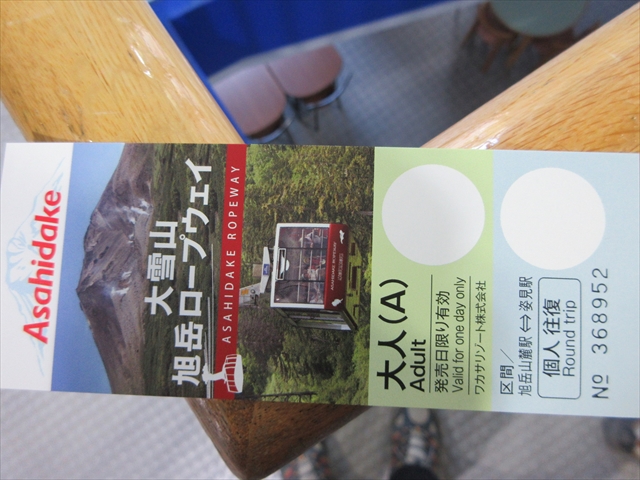 Asahidake
大雪山
旭岳ロープウェイ
ASAHIDAKE ROPEWAY
大人(A)
Adult
発売日限り有効
Valid for one day only
ワカサリゾート株式会社
区間/
旭岳山麓駅⇔姿見駅
個人 往復
Round trip
№ 368952